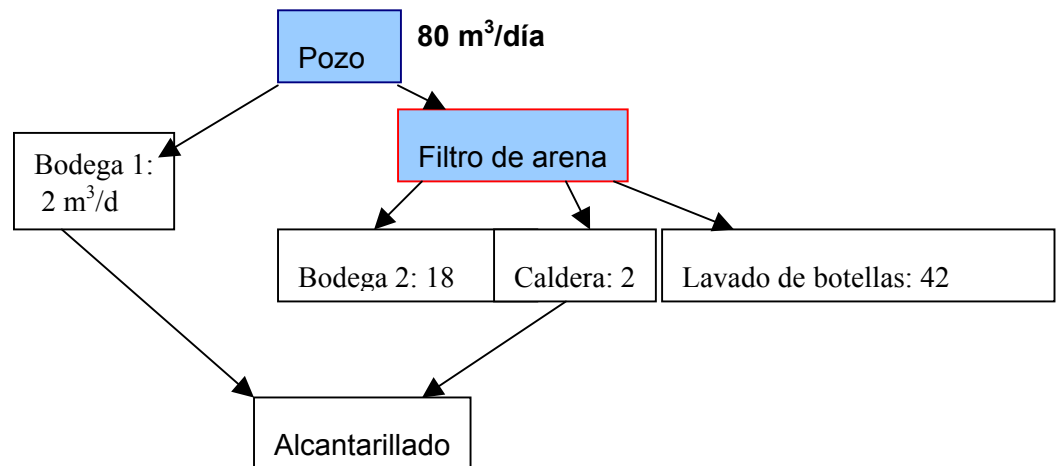 80 m³/día
Pozo
Bodega 1:
2 m³/d
Filtro de arena
Bodega 2: 18
Caldera: 2
Lavado de botellas: 42
Alcantarillado